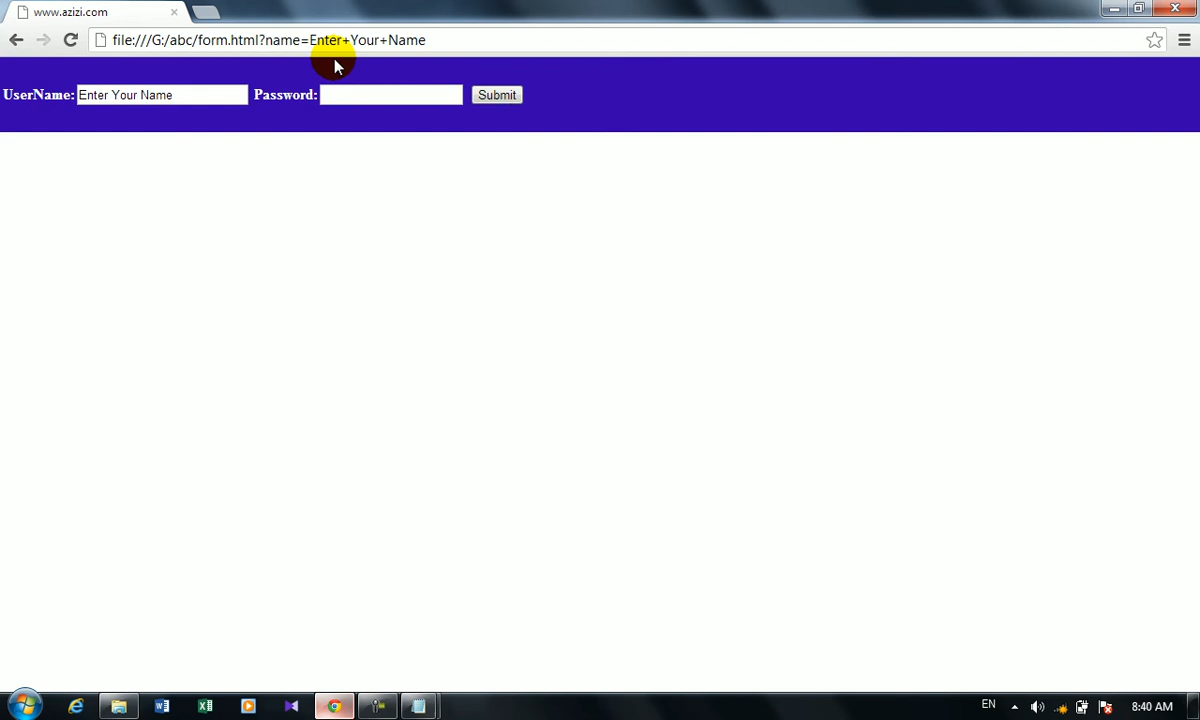 www.azizi.com
file:///G:/abc/form.html?name=Enter+Your+Name
UserName: Enter Your Name Password: Submit
EN 8:40 AM